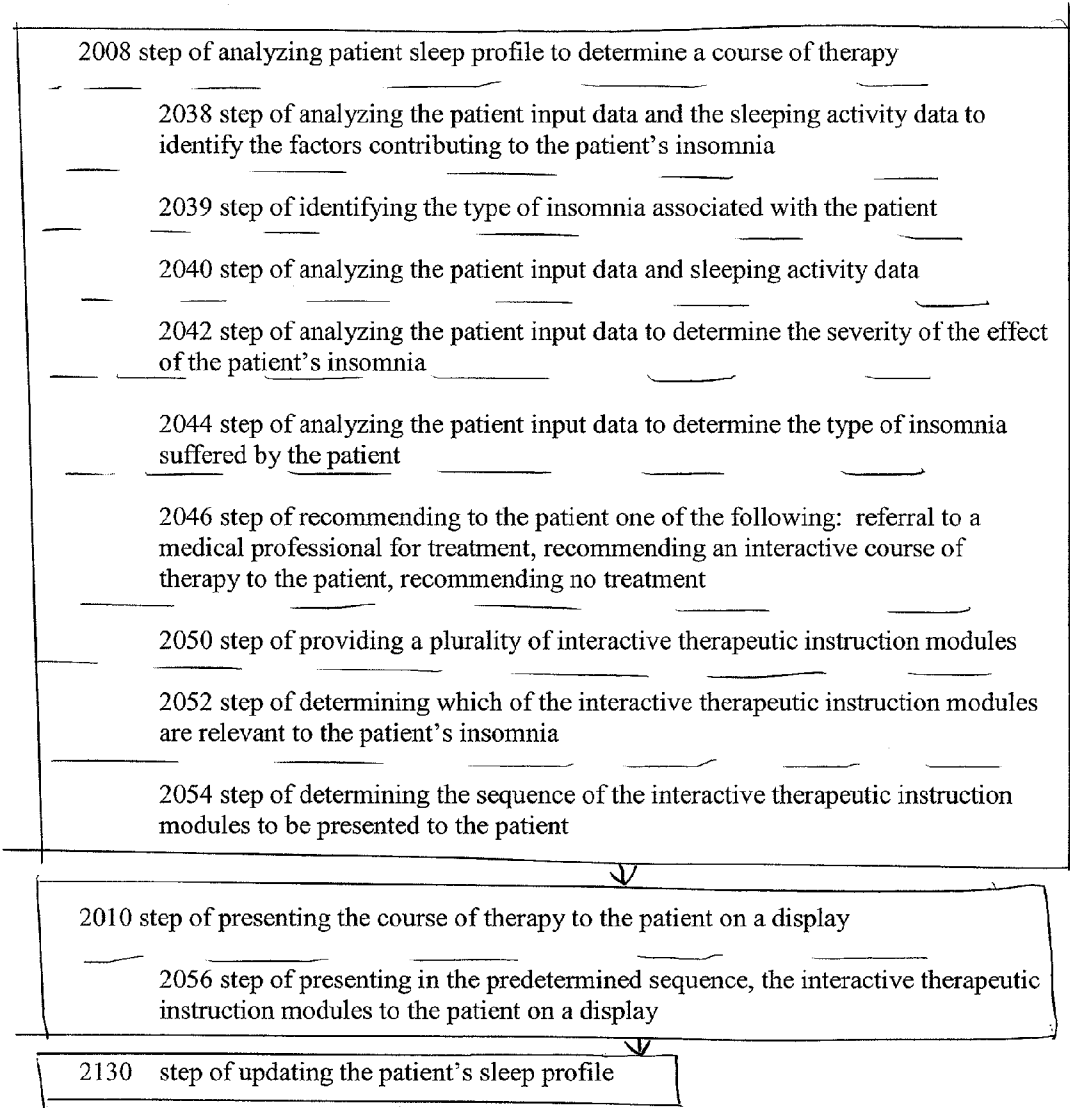 2008 step of analyzing patient sleep profile to determine a course of therapy
2038 step of analyzing the patient input data and the sleeping activity data to
identify the factors contributing to the patient's insomnia
2039 step of identifying the type of insomnia associated with the patient
2040 step of analyzing the patient input data and sleeping activity data
2042 step of analyzing the patient input data to determine the severity of the effect
of the patient's insomnia
2044 step of analyzing the patient input data to determine the type of insomnia
suffered by the patient
2046 step of recommending to the patient one of the following: referral to a
medical professional for treatment, recommending an interactive course of
therapy to the patient, recommending no treatment
2050 step of providing a plurality of interactive therapeutic instruction modules
2052 step of determining which of the interactive therapeutic instruction modules
are relevant to the patient's insomnia
2054 step of determining the sequence of the interactive therapeutic instruction
modules to be presented to the patient
2010 step of presenting the course of therapy to the patient on a display
2056 step of presenting in the predetermined sequence, the interactive therapeutic
instruction modules to the patient on a display
2130 step of updating the patient's sleep profile